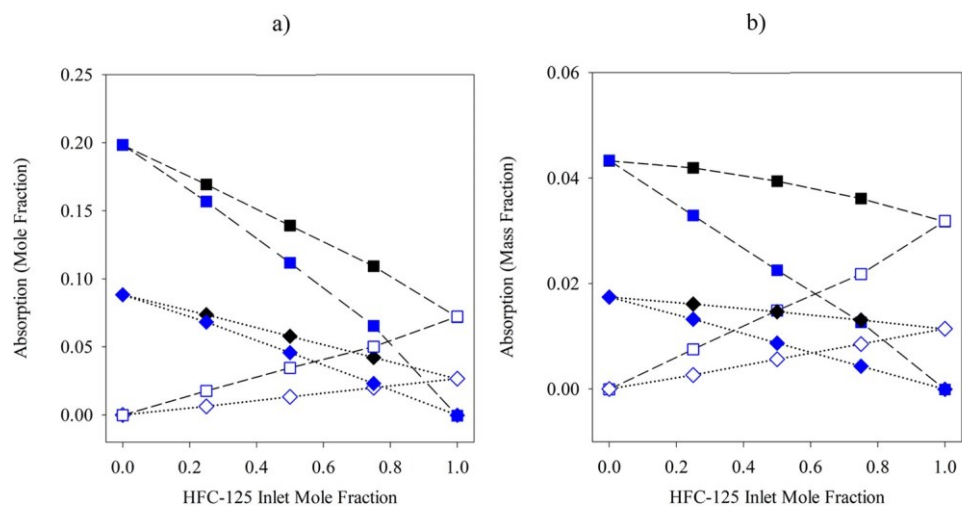 a)
0.25
0.20
0.15
0.10
0.05
0.00
Absorption (Mole Fraction)
0.0 0.2 0.4 0.6 0.8 1.0
HFC-125 Inlet Mole Fraction
b)
0.06
0.04
0.02
0.00
Absorption (Mass Fraction)
0.0 0.2 0.4 0.6 0.8 1.0
HFC-125 Inlet Mole Fraction